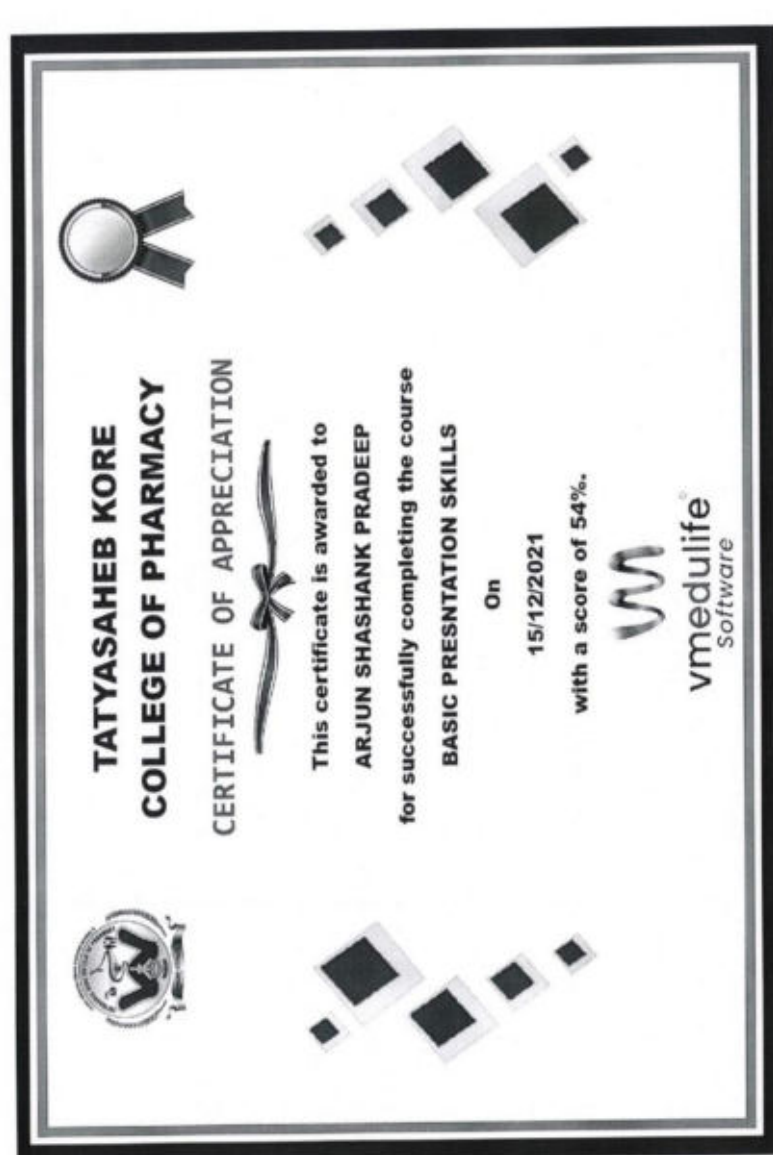 TATYASAHEB KORE
COLLEGE OF PHARMACY
CERTIFICATE OF APPRECIATION
This certificate is awarded to
ARJUN SHASHANK PRADEEP
for successfully completing the course
BASIC PRESNTATION SKILLS
On
15/12/2021
with a score of 54%.
vmedulife
Software